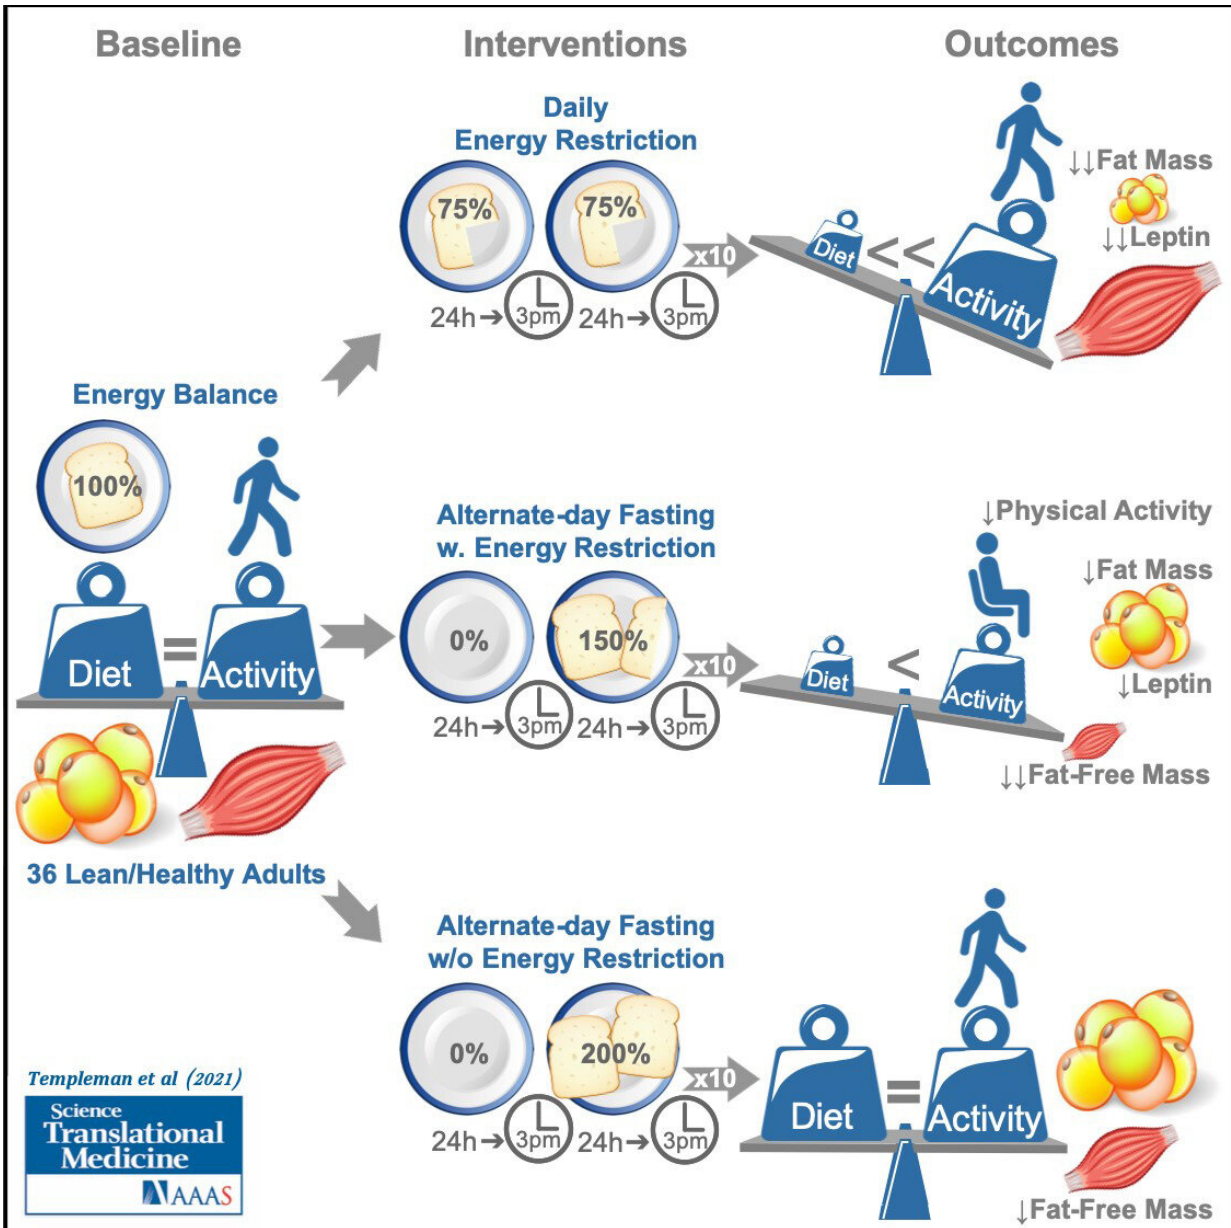 Baseline
Interventions
Outcomes
Daily
Energy Restriction
75%
75%
x10
24h→
3pm
24h→
3pm
Diet
<<
Activity
↓↓Fat Mass
↓↓Leptin
Energy Balance
100%
Diet
=
Activity
36 Lean/Healthy Adults
Alternate-day Fasting
w. Energy Restriction
0%
150%
x10
24h→
3pm
24h→
3pm
Diet
<
Activity
↓Physical Activity
↓Fat Mass
↓Leptin
↓↓Fat-Free Mass
Alternate-day Fasting
w/o Energy Restriction
0%
200%
x10
24h→
3pm
24h→
3pm
Diet
=
Activity
↓Fat-Free Mass
Templeman et al (2021)
Science
Translational
Medicine
AAAS